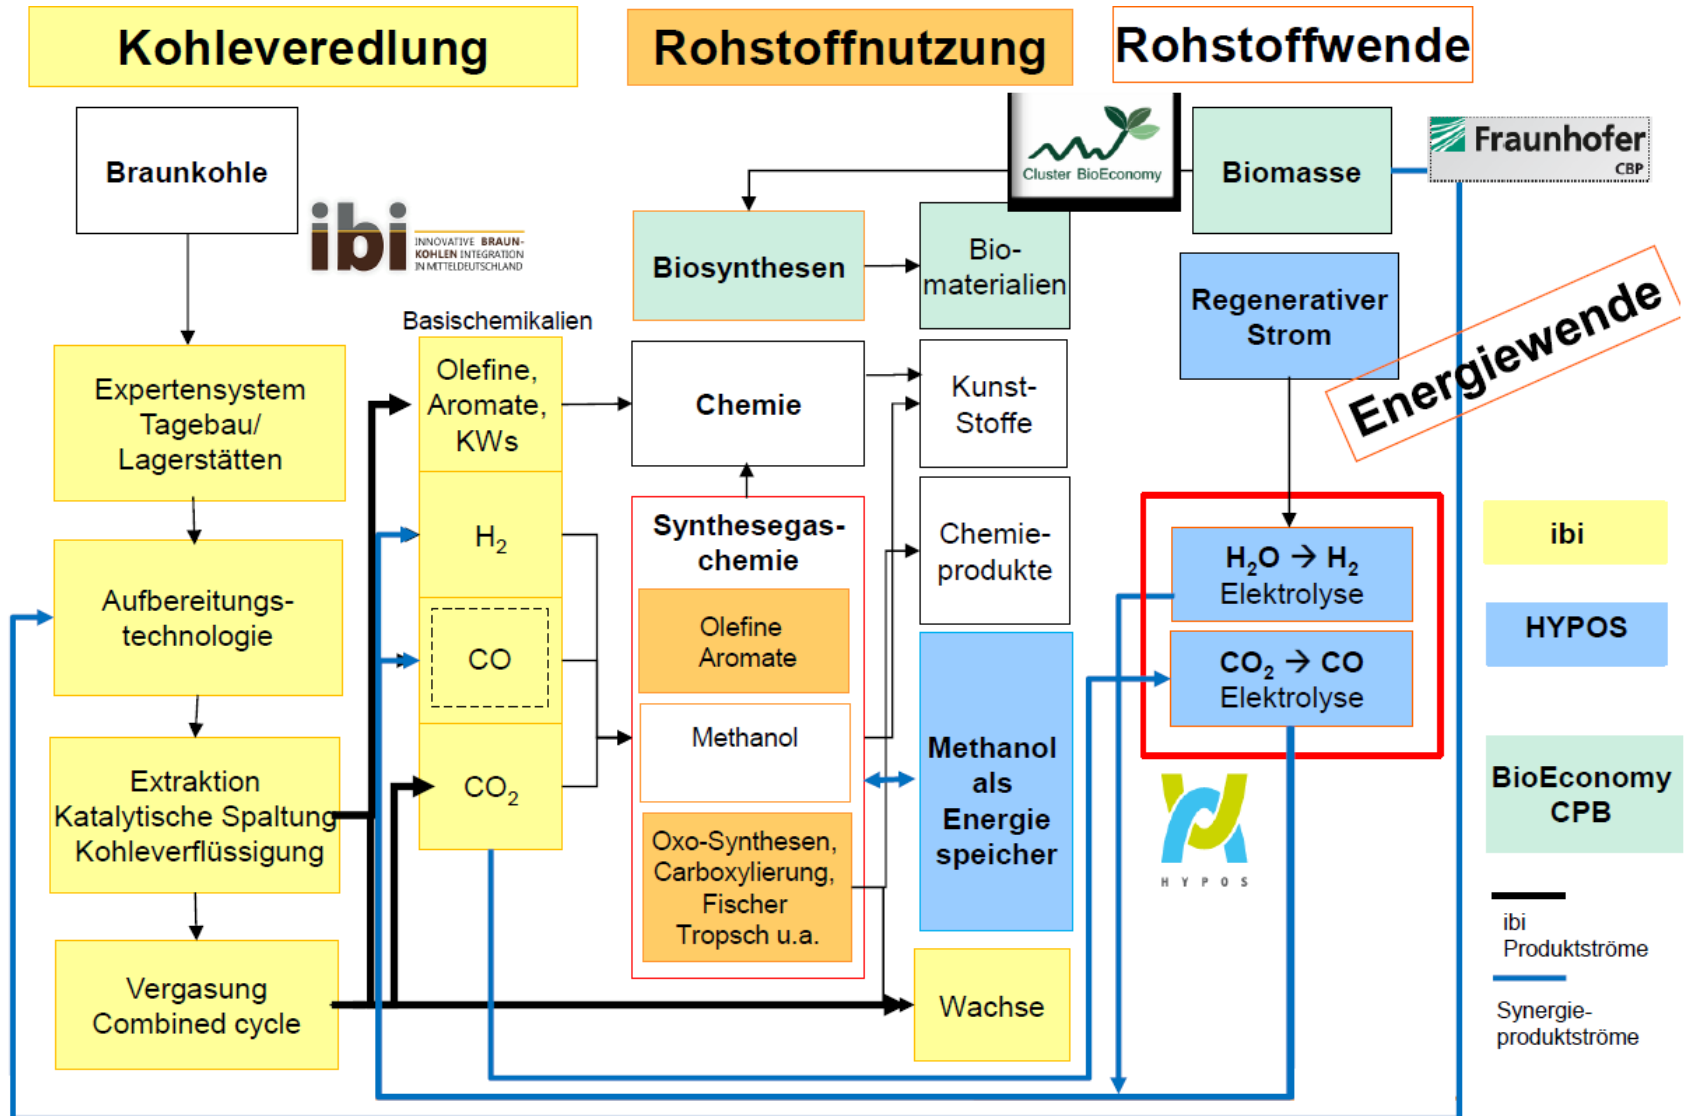 Kohleveredlung
Rohstoffnutzung
Rohstoffwende
Braunkohle
ibi
INNOVATIVE BRAUN-
KOHLEN INTEGRATION
IN MITTELDEUTSCHLAND
Expertensystem
Tagebau/
Lagerstätten
Aufbereitungs-
technologie
Extraktion
Katalytische Spaltung
Kohleverflüssigung
Vergasung
Combined cycle
Basischemikalien
Olefine,
Aromate,
KWs
H2
CO
CO2
Biosynthesen
Chemie
Synthesegas-
chemie
Olefine
Aromate
Methanol
Oxo-Synthesen,
Carboxylierung,
Fischer
Tropsch u.a.
Cluster BioEconomy
Bio-
materialien
Kunst-
Stoffe
Chemie-
produkte
Methanol
als
Energie
speicher
Wachse
Biomasse
Fraunhofer
CBP
Regenerativer
Strom
Energiewende
H2O → H2
Elektrolyse
CO2 → CO
Elektrolyse
HYPOS
ibi
HYPOS
BioEconomy
CPB
ibi
Produktströme
Synergie-
produktströme